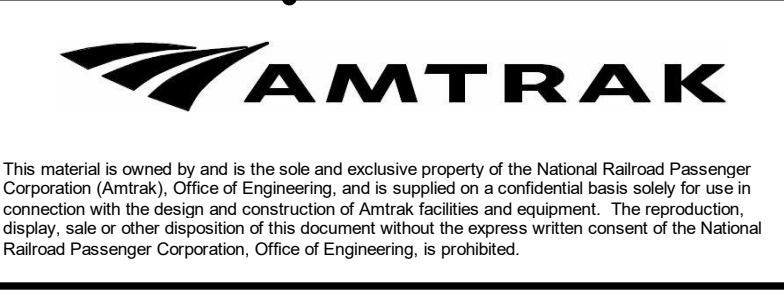 AMTRAK
This material is owned by and is the sole and exclusive property of the National Railroad Passenger
Corporation (Amtrak), Office of Engineering, and is supplied on a confidential basis solely for use in
connection with the design and construction of Amtrak facilities and equipment.  The reproduction,
display, sale or other disposition of this document without the express written consent of the National
Railroad Passenger Corporation, Office of Engineering, is prohibited.